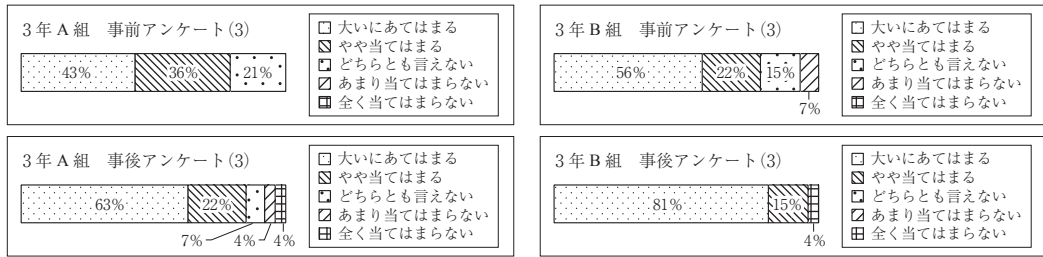 3年A組 事前アンケート(3)
43% 36% 21%
大いにあてはまる
やや当てはまる
どちらとも言えない
あまり当てはまらない
全く当てはまらない
3年B組 事前アンケート(3)
56% 22% 15%
7%
大いにあてはまる
やや当てはまる
どちらとも言えない
あまり当てはまらない
全く当てはまらない
3年A組 事後アンケート(3)
63% 22%
7% 4% 4%
大いにあてはまる
やや当てはまる
どちらとも言えない
あまり当てはまらない
全く当てはまらない
3年B組 事後アンケート(3)
81% 15%
4%
大いにあてはまる
やや当てはまる
どちらとも言えない
あまり当てはまらない
全く当てはまらない